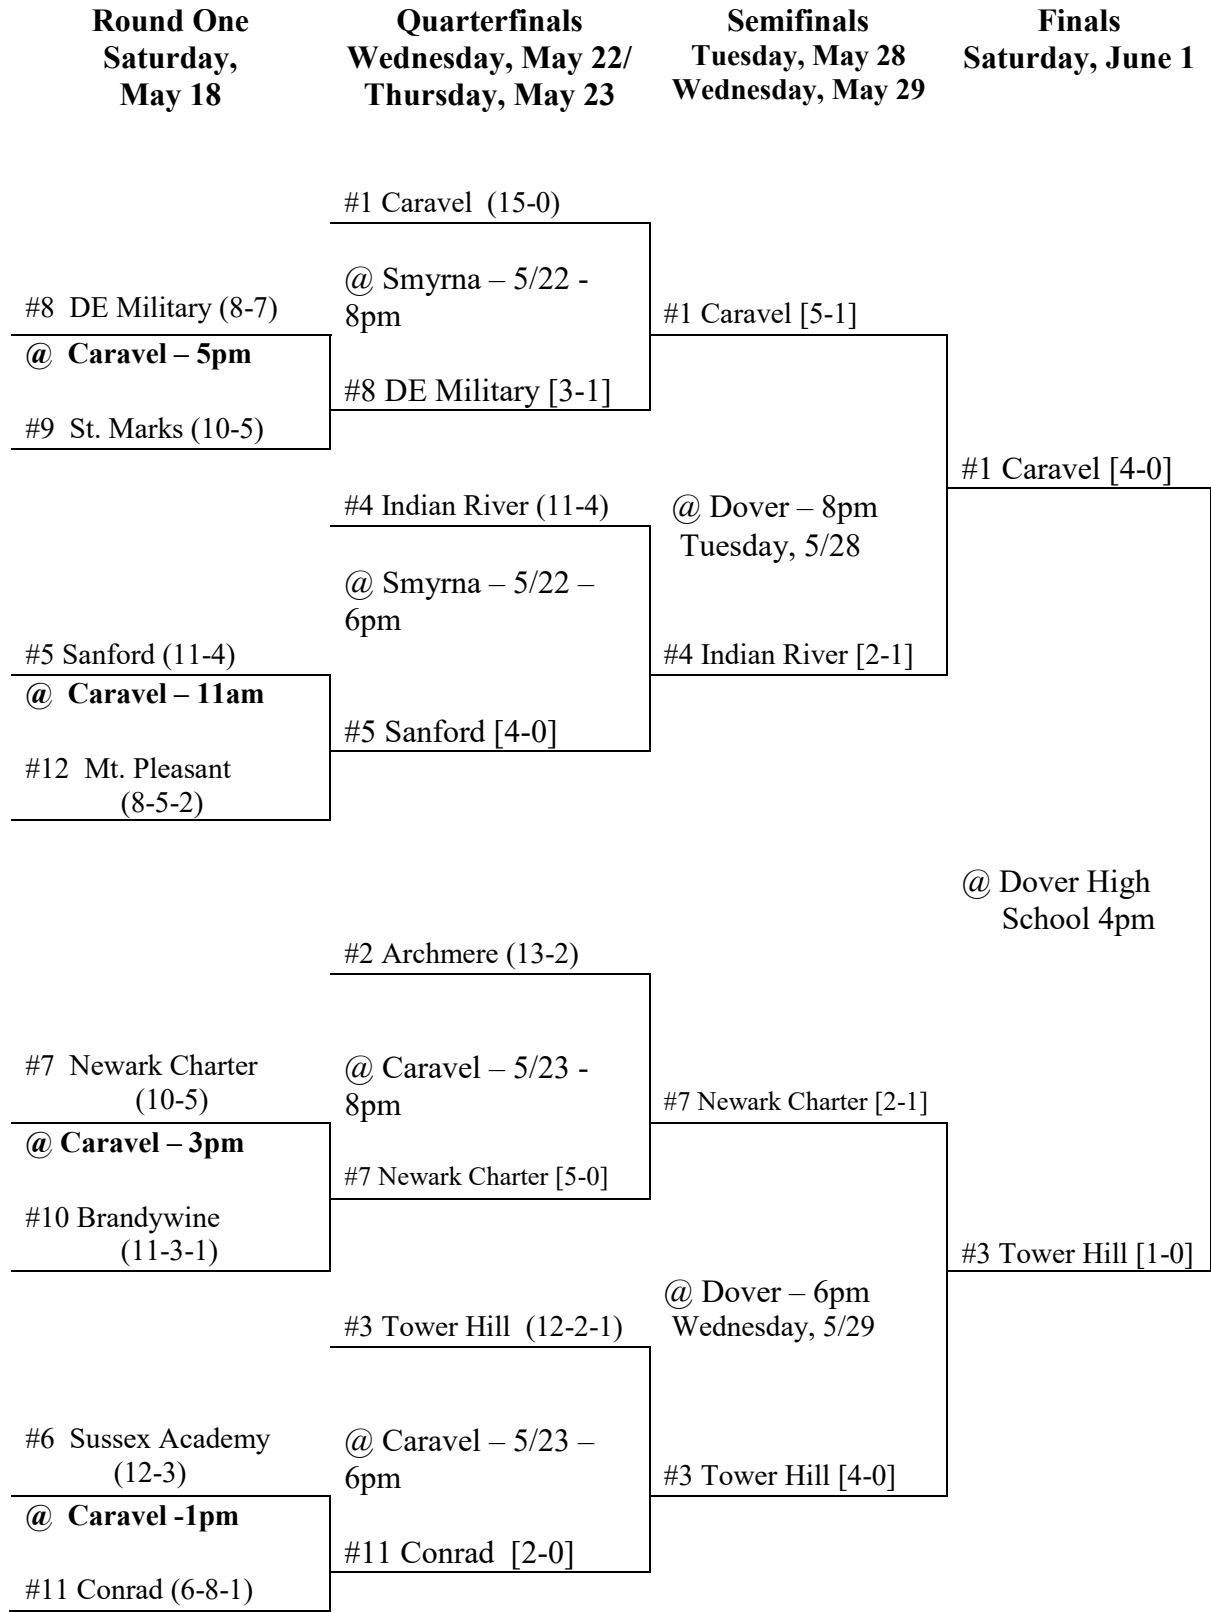 Round One
Saturday,
May 18
Quarterfinals
Wednesday, May 22/
Thursday, May 23
Semifinals
Tuesday, May 28
Wednesday, May 29
Finals
Saturday, June 1
#8  DE Military (8-7)
@  Caravel – 5pm
#9  St. Marks (10-5)
#5 Sanford (11-4)
@  Caravel – 11am
#12  Mt. Pleasant
(8-5-2)
#7  Newark Charter
(10-5)
@ Caravel – 3pm
#10 Brandywine
(11-3-1)
#6  Sussex Academy
(12-3)
@  Caravel -1pm
#11 Conrad (6-8-1)
#1 Caravel  (15-0)
@ Smyrna – 5/22 -
8pm
#8 DE Military [3-1]
#4 Indian River (11-4)
@ Smyrna – 5/22 –
6pm
#5 Sanford [4-0]
#2 Archmere (13-2)
@ Caravel – 5/23 -
8pm
#7 Newark Charter [5-0]
#3 Tower Hill  (12-2-1)
@ Caravel – 5/23 –
6pm
#11 Conrad  [2-0]
#1 Caravel [5-1]
@ Dover – 8pm
Tuesday, 5/28
#4 Indian River [2-1]
#7 Newark Charter [2-1]
@ Dover – 6pm
Wednesday, 5/29
#3 Tower Hill [4-0]
#1 Caravel [4-0]
@ Dover High
School 4pm
#3 Tower Hill [1-0]